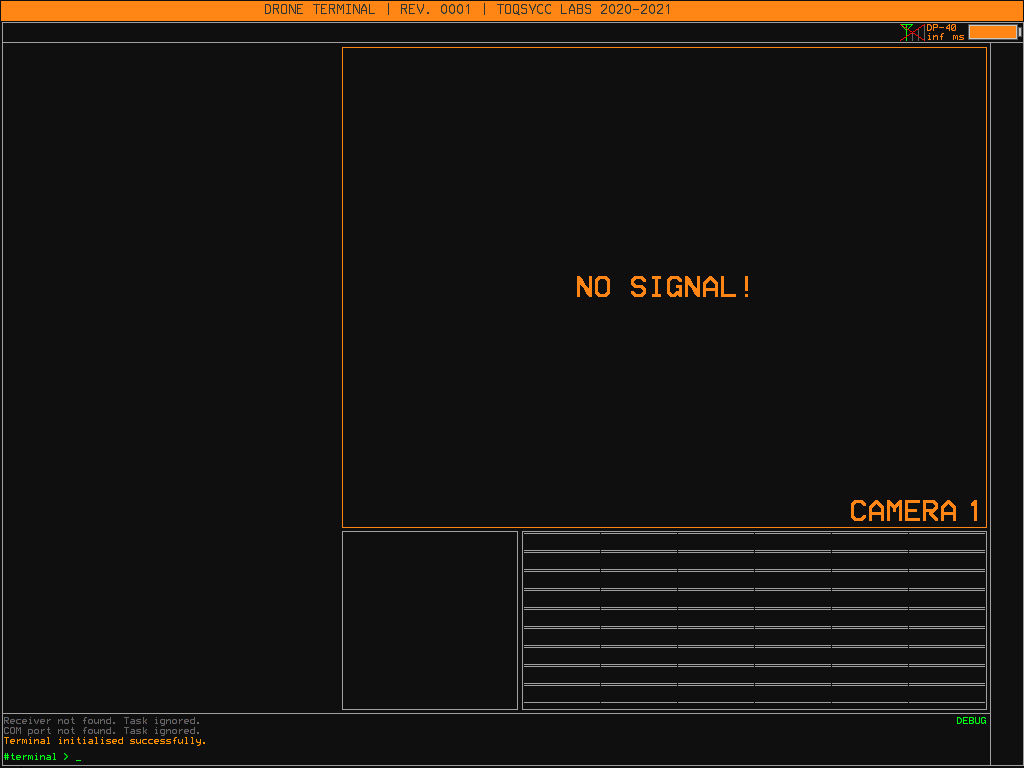 DRONE TERMINAL | REV. 0001 | TOQSYCC LABS 2020-2021
DP-40
inf ms
NO SIGNAL!
CAMERA 1
Receiver not found. Task ignored.
COM port not found. Task ignored.
Terminal initialised successfully.
DEBUG
#terminal > _